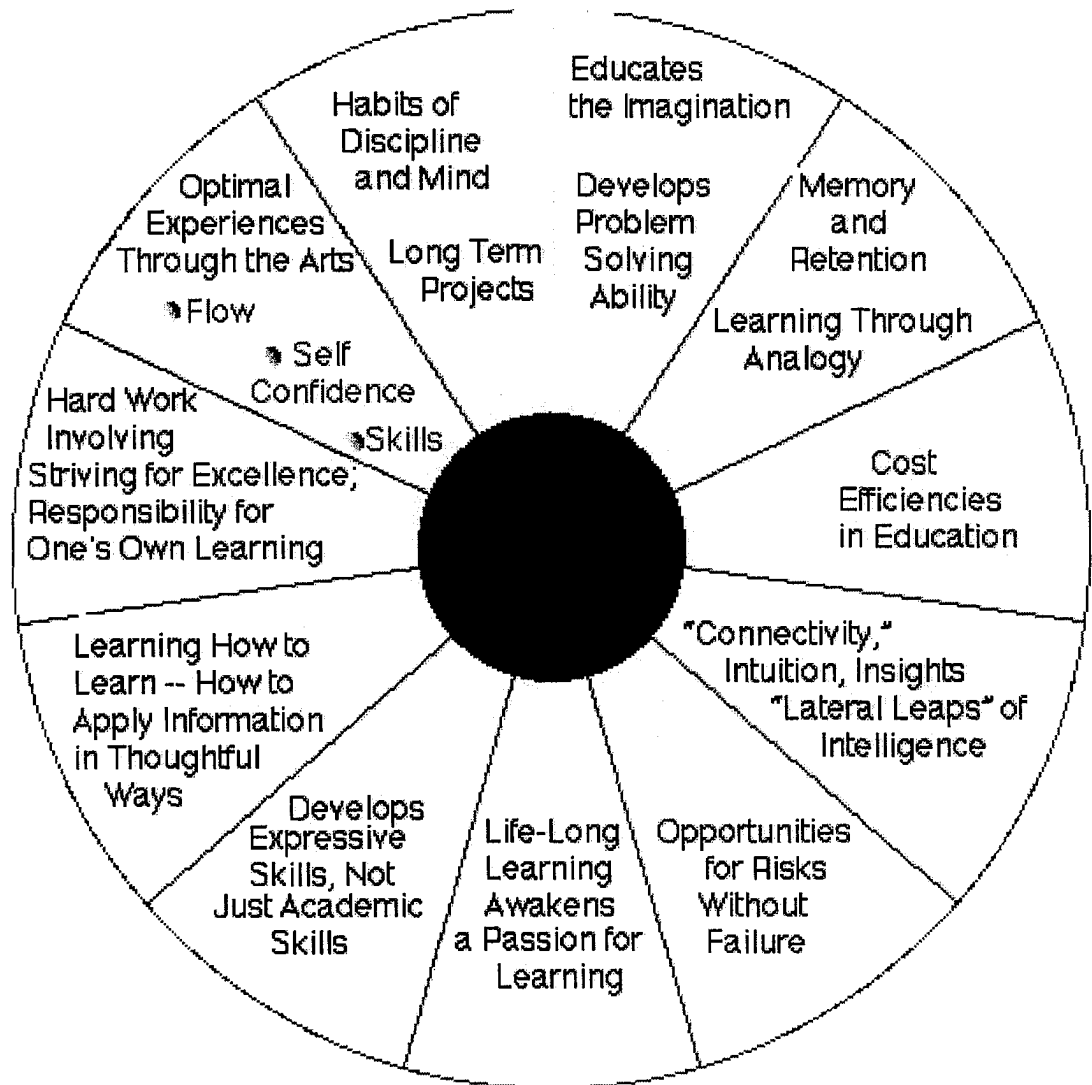 Habits of
Discipline
and Mind
Long Term
Projects
Educates
the Imagination
Develops
Problem
Solving
Ability
Memory
and
Retention
Learning Through
Analogy
Cost
Efficiencies
in Education
"Connectivity,"
Intuition, Insights
"Lateral Leaps" of
Intelligence
Opportunities
for Risks
Without
Failure
Life-Long
Learning
Awakens
a Passion for
Learning
Develops
Expressive
Skills, Not
Just Academic
Skills
Learning How to
Learn -- How to
Apply Information
in Thoughtful
Ways
Hard Work
Involving
Striving for Excellence;
Responsibility for
One's Own Learning
Optimal
Experiences
Through the Arts
Flow
Self
Confidence
Skills